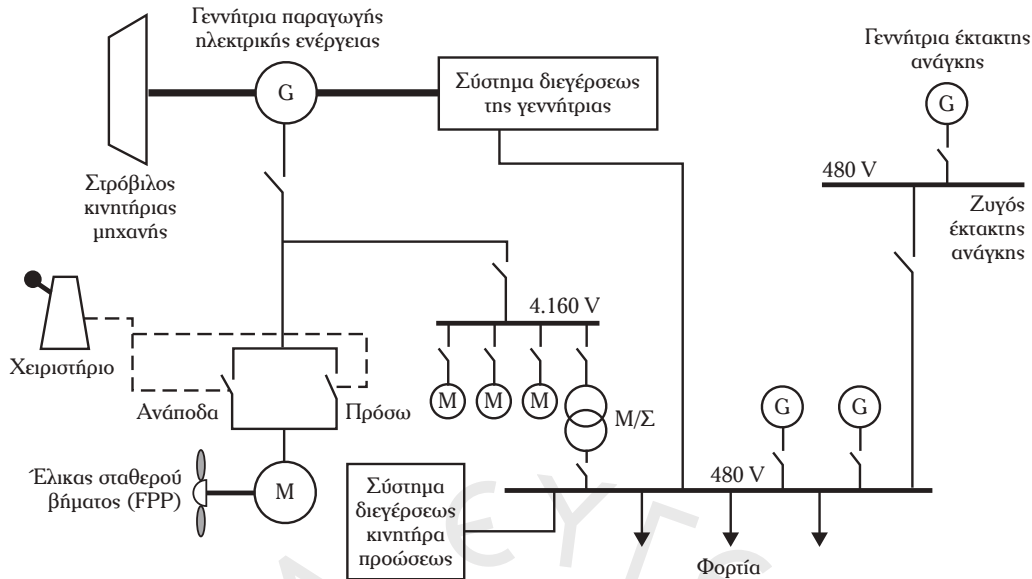 Γεννήτρια παραγωγής
ηλεκτρικής ενέργειας
G
Σύστημα διεγέρσεως
της γεννήτριας
Γεννήτρια έκτακτης
ανάγκης
G
480 V
Ζυγός
έκτακτης
ανάγκης
Στρόβιλος
κινητήριας
μηχανής
Χειριστήριο
Ανάποδα
Πρόσω
4.160 V
M
M
M
Μ/Σ
G
G
Έλικας σταθερού
βήματος (FPP)
M
Σύστημα
διεγέρσεως
κινητήρα
προώσεως
480 V
Φορτία